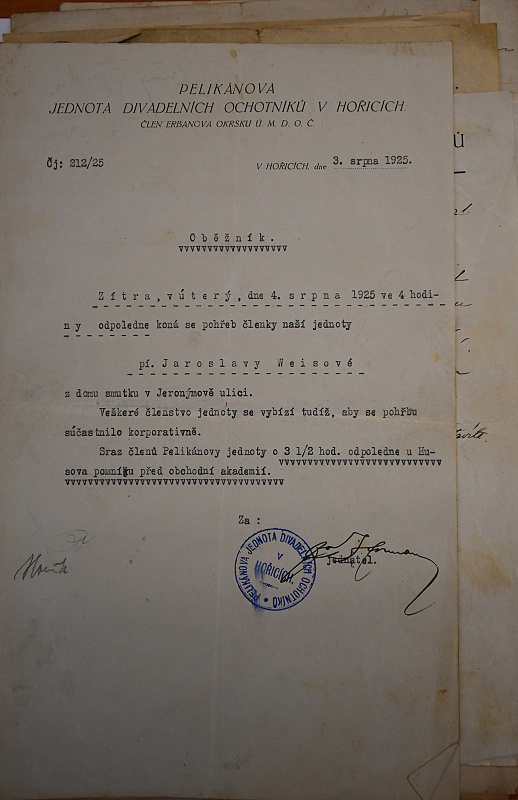 PELIKÁNOVA
JEDNOTA DIVADELNÍCH OCHOTNÍKŮ V HOŘICÍCH.
ČLEN ERBANOVA OKRSKU Ú. M. D. O. Č.
Čj: 212/25
V HOŘICÍCH, dne 3. srpna 1925.
Oběžník.
Zítra, v úterý, dne 4. srpna 1925 ve 4 hodi-
ny odpoledne koná se pohřeb členky naší jednoty
pí. Jaroslavy Weisové
z domu smutku v Jeronýmově ulici.
Veškeré členstvo jednoty se vybízí tudíž, aby se pohřbu
súčastnilo korporativně.
Sraz členů Pelikánovy jednoty o 3 1/2 hod. odpoledne u Hu-
sova pomníku před obchodní akademií.
Za :
jednatel.
PELIKÁNOVA JEDNOTA DIVADELNÍCH OCHOTNÍKŮ
V
HOŘICÍCH.
Ů